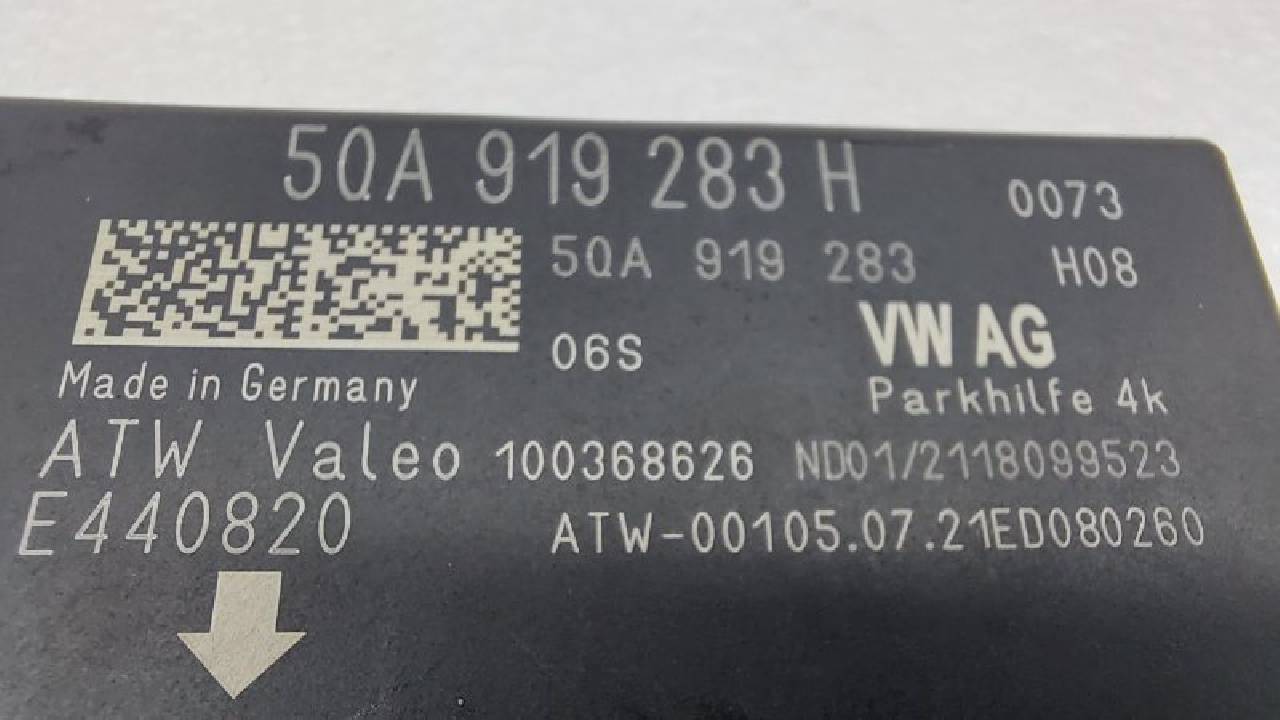 5QA 919 283 H 0073
5QA 919 283 H08
06S VW AG
Made in Germany Parkhilfe 4k
ATW Valeo 100368626 ND01/2118099523
E440820 ATW-00105.07.21ED080260